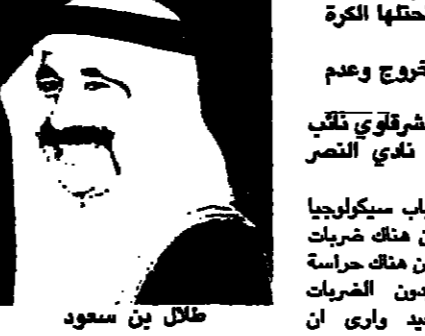 حتلها الكرة
خروج وعدم
شرقاوي نائب
نادي النصر
باب سيكولوجيا
ن هناك ضربات
ن هناك حراسة
دون الضربات
عيد وارى ان
طلال بن سعود